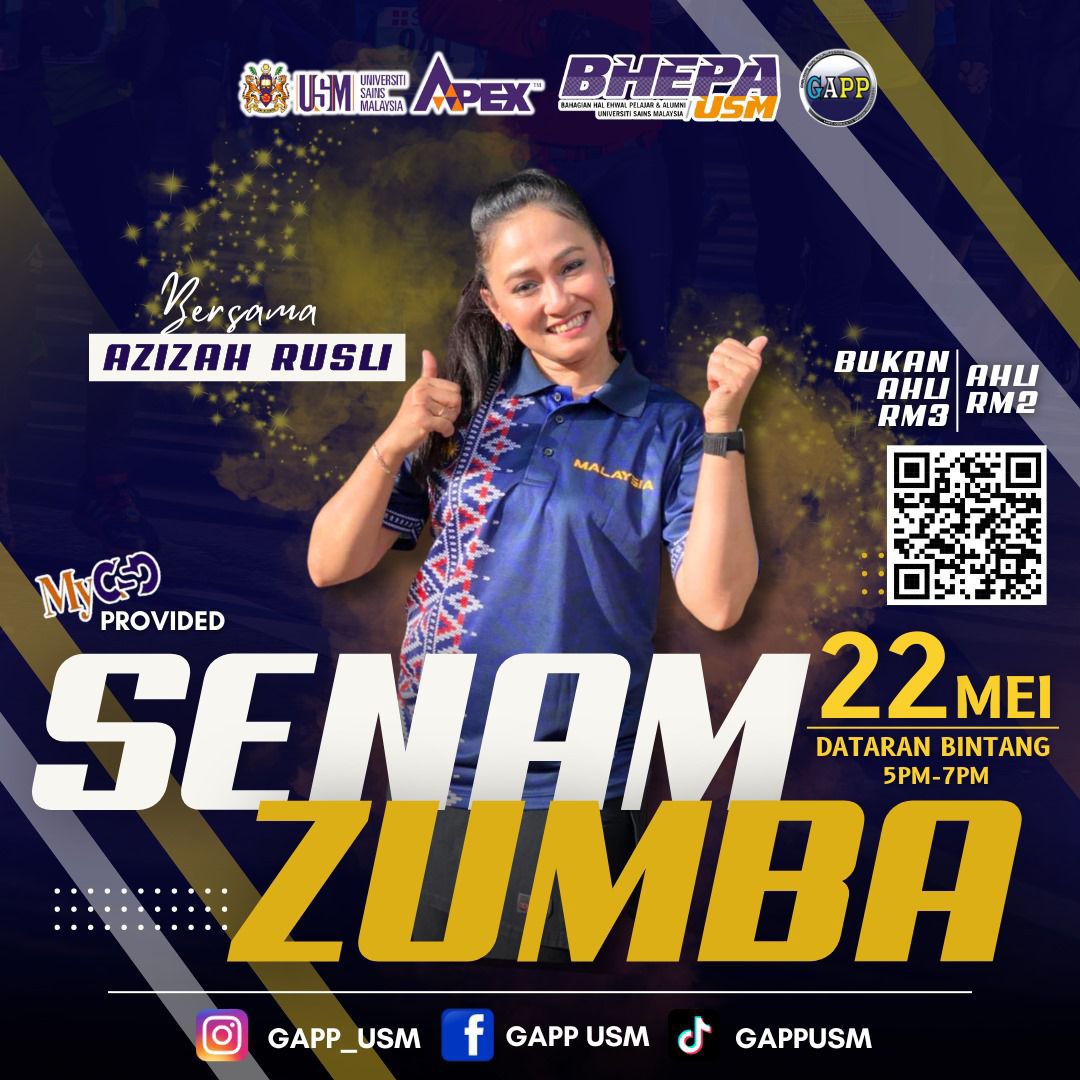 USM
UNIVERSITI
SAINS
MALAYSIA
APEX™
BHEPA
BAHAGIAN HAL EHWAL PELAJAR & ALUMNI
UNIVERSITI SAINS MALAYSIA
USM
GAPP
Bersama
AZIZAH RUSLI
BUKAN
AHLI
RM3
AHLI
RM2
MALAYSIA
MyCSD
PROVIDED
SENAM
ZUMBA
22 MEI
DATARAN BINTANG
5PM-7PM
GAPP_USM
GAPP USM
GAPPUSM